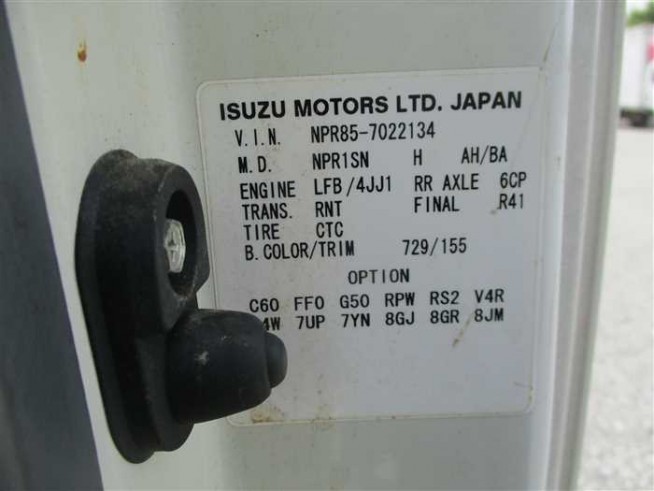 ISUZU MOTORS LTD. JAPAN
V.I.N. NPR85-7022134
M.D. NPR1SN H AH/BA
ENGINE LFB/4JJ1 RR AXLE 6CP
TRANS. RNT FINAL R41
TIRE CTC
B.COLOR/TRIM 729/155
OPTION
C60 FF0 G50 RPW RS2 V4R
7UP 7YN 8GJ 8GR 8JM